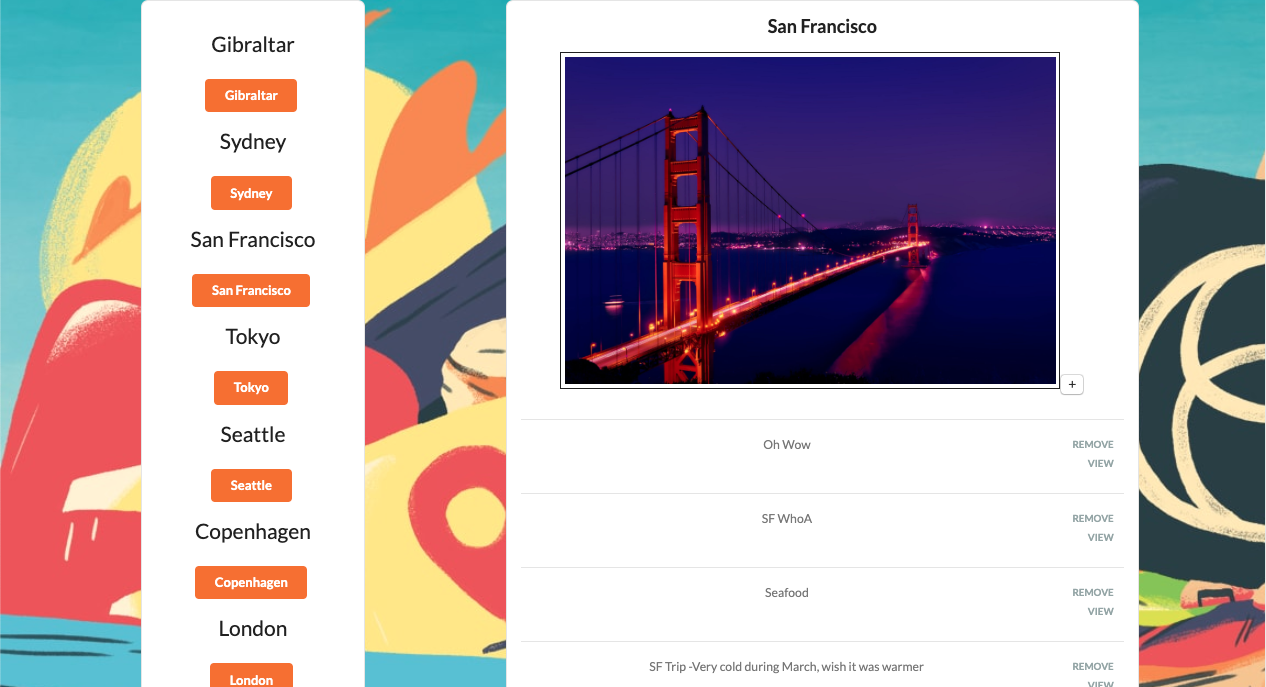 Gibraltar
Gibraltar
Sydney
Sydney
San Francisco
San Francisco
Tokyo
Tokyo
Seattle
Seattle
Copenhagen
Copenhagen
London
London
San Francisco
+
Oh Wow
REMOVE
VIEW
SF WhoA
REMOVE
VIEW
Seafood
REMOVE
VIEW
SF Trip -Very cold during March, wish it was warmer
REMOVE
VIEW